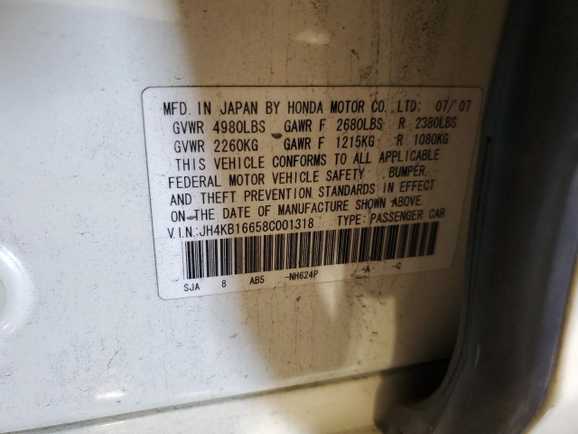 MFD. IN JAPAN BY HONDA MOTOR CO., LTD. 07/'07
GVWR 4980LBS GAWR F 2680LBS R 2380LBS
GVWR 2260KG GAWR F 1215KG R 1080KG
THIS VEHICLE CONFORMS TO ALL APPLICABLE
FEDERAL MOTOR VEHICLE SAFETY , BUMPER,
AND THEFT PREVENTION STANDARDS IN EFFECT
ON THE DATE OF MANUFACTURE SHOWN ABOVE.
V.I.N:JH4KB16658C001318 TYPE: PASSENGER CAR
SJA 8 AB5 -NH624P -A -C